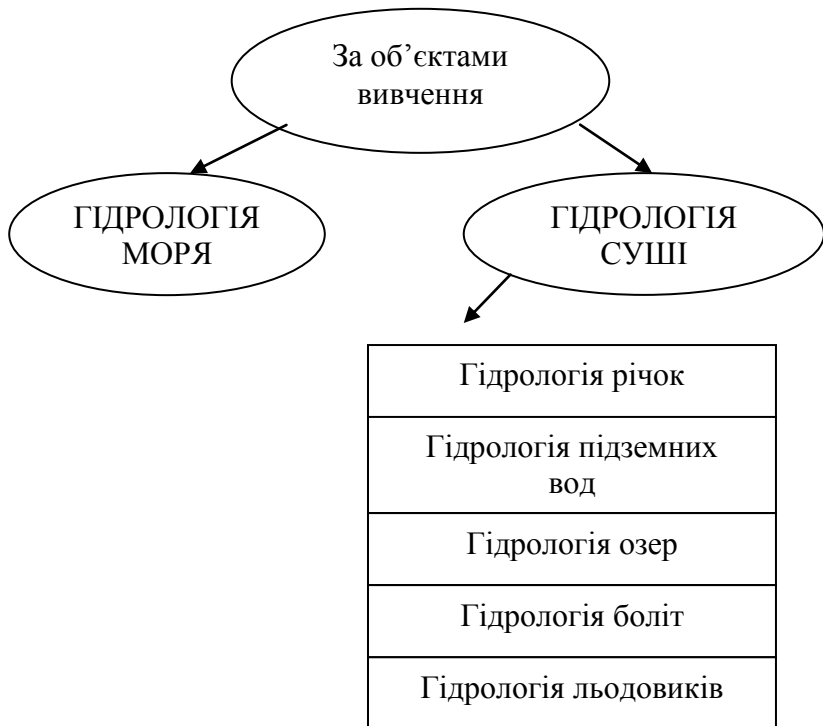 За об’єктами
вивчення
ГІДРОЛОГІЯ
МОРЯ
ГІДРОЛОГІЯ
СУШІ
Гідрологія річок
Гідрологія підземних
вод
Гідрологія озер
Гідрологія боліт
Гідрологія льодовиків